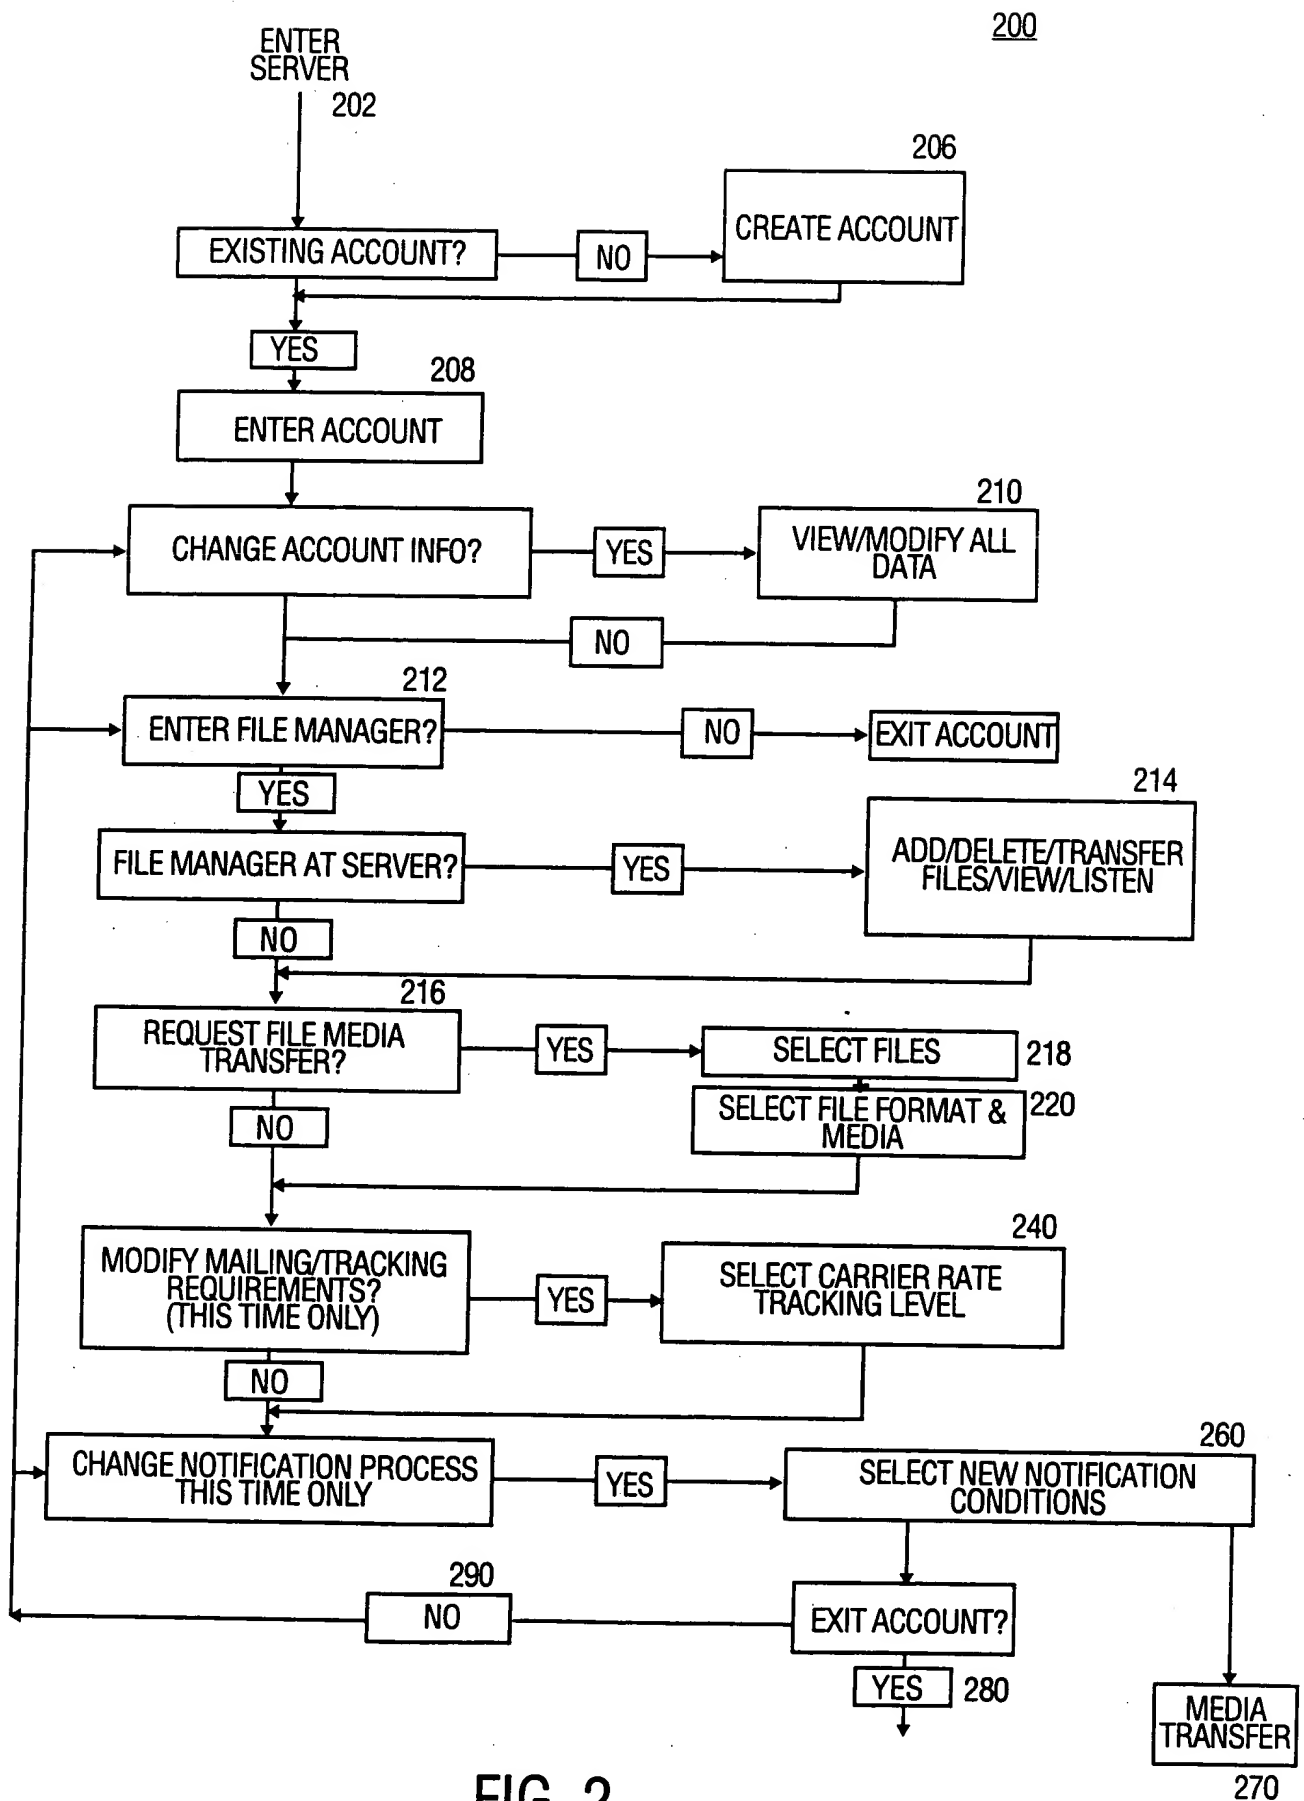 200
ENTER
SERVER
202
206
CREATE ACCOUNT
EXISTING ACCOUNT?
NO
YES
208
ENTER ACCOUNT
210
CHANGE ACCOUNT INFO?
YES
VIEW/MODIFY ALL
DATA
NO
212
ENTER FILE MANAGER?
NO
EXIT ACCOUNT
YES
214
FILE MANAGER AT SERVER?
YES
ADD/DELETE/TRANSFER
FILES/VIEW/LISTEN
NO
216
REQUEST FILE MEDIA
TRANSFER?
YES
SELECT FILES
218
SELECT FILE FORMAT &
MEDIA
220
NO
240
MODIFY MAILING/TRACKING
REQUIREMENTS?
(THIS TIME ONLY)
YES
SELECT CARRIER RATE
TRACKING LEVEL
NO
260
CHANGE NOTIFICATION PROCESS
THIS TIME ONLY
YES
SELECT NEW NOTIFICATION
CONDITIONS
290
NO
EXIT ACCOUNT?
YES
280
MEDIA
TRANSFER
270
FIG. 2